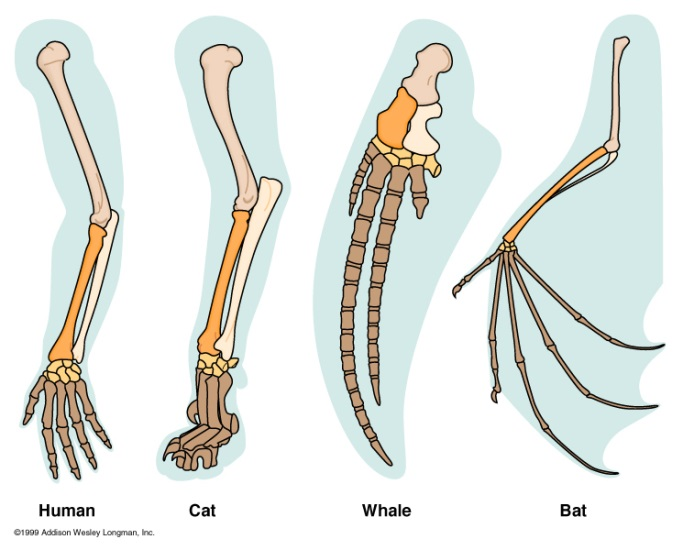 Human Cat Whale Bat
©1999 Addison Wesley Longman, Inc.